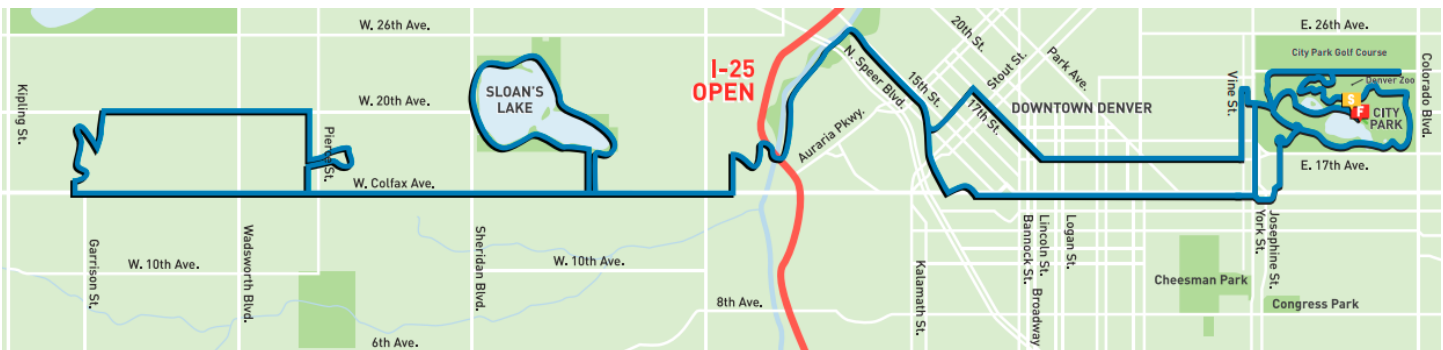 W. 26th Ave.
E. 26th Ave.
20th St.
Stout St.
Park Ave.
N. Speer Blvd.
15th St.
17th St.
City Park Golf Course
Colorado Blvd.
Denver Zoo
Vine St.
I-25
OPEN
Kipling St.
SLOAN'S
LAKE
W. 20th Ave.
DOWNTOWN DENVER
S
F
CITY
PARK
Auraria Pkwy.
Pierce St.
E. 17th Ave.
W. Colfax Ave.
Garrison St.
Wadsworth Blvd.
Sheridan Blvd.
W. 10th Ave.
W. 10th Ave.
Kalamath St.
Bannock St.
Lincoln St.
Broadway
Logan St.
York St.
Josephine St.
Cheesman Park
Congress Park
8th Ave.
6th Ave.